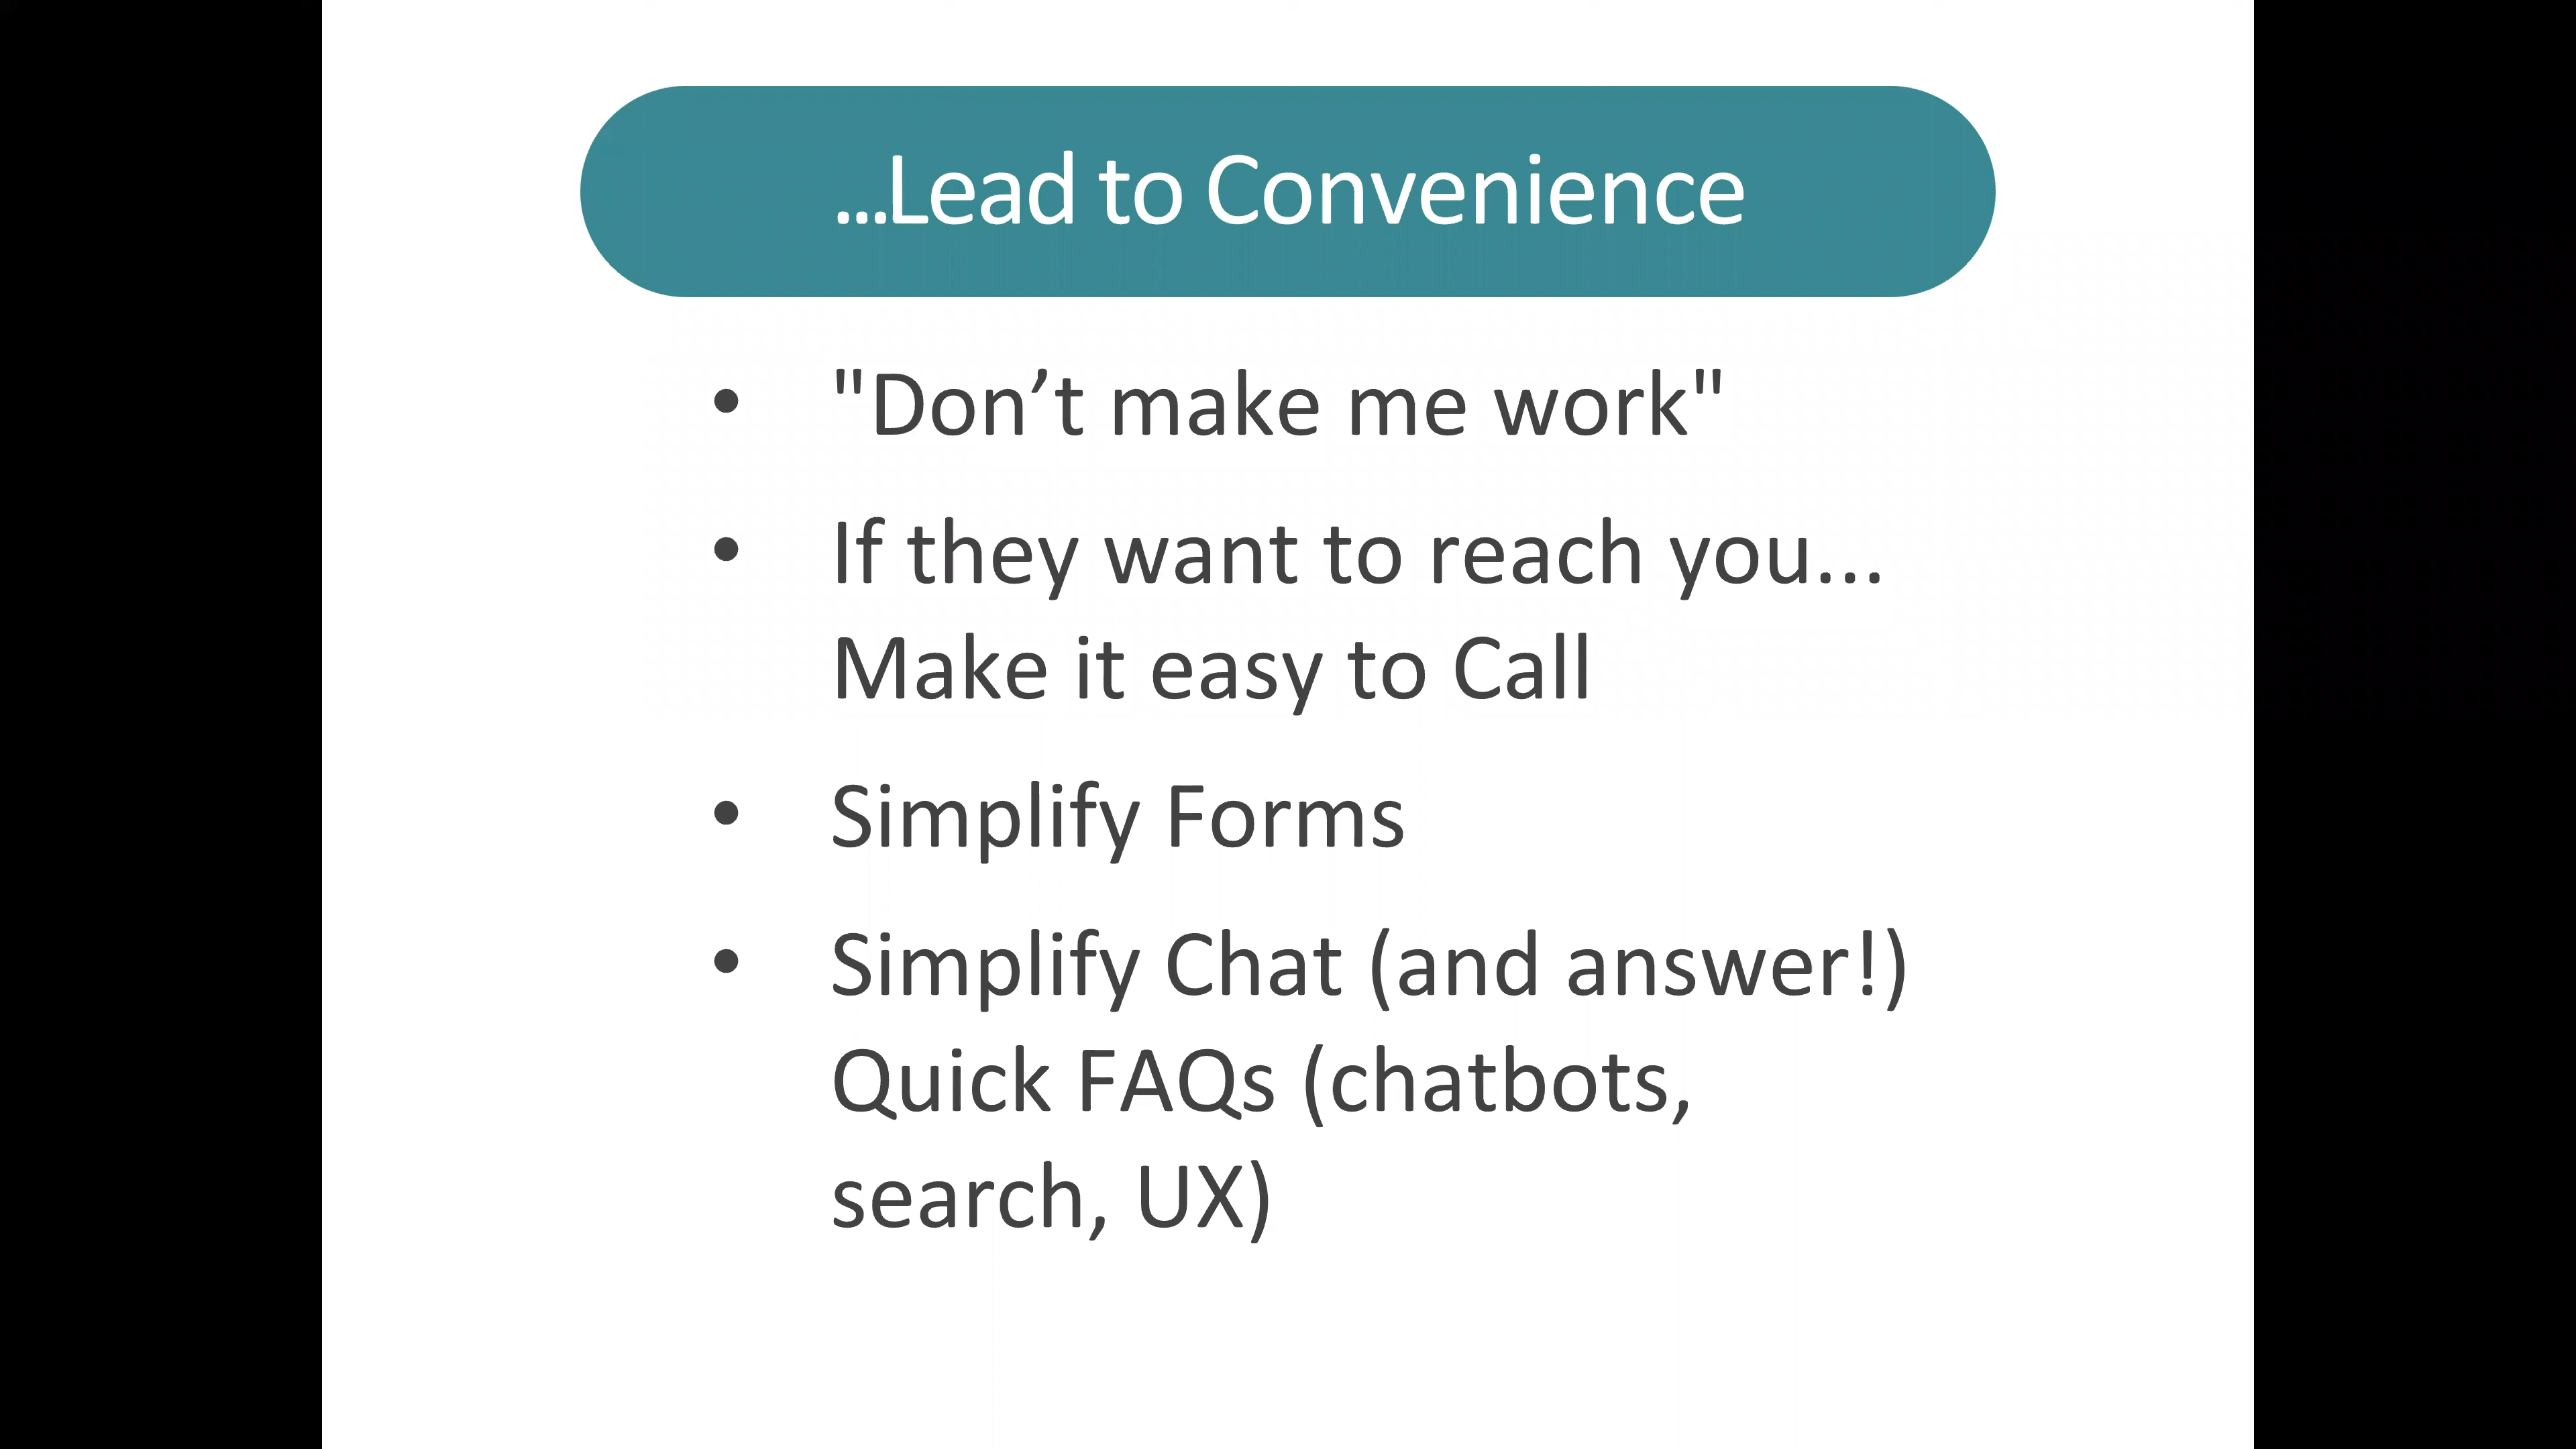 ...Lead to Convenience
• "Don’t make me work"
• If they want to reach you...
Make it easy to Call
• Simplify Forms
• Simplify Chat (and answer!)
Quick FAQs (chatbots,
search, UX)